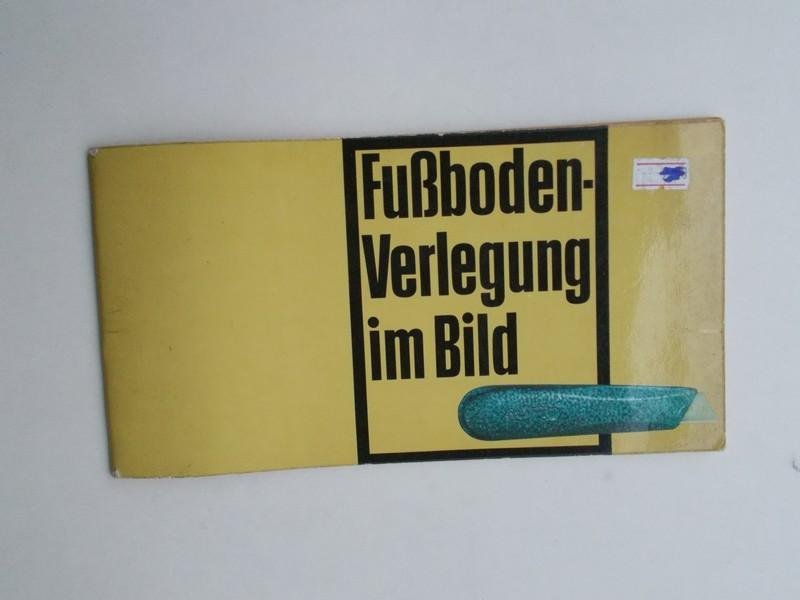 Fußboden-
Verlegung
im Bild